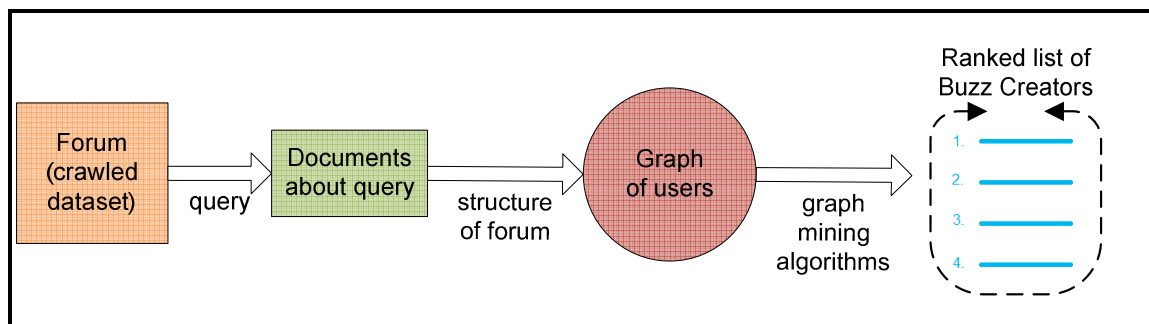 Forum
(crawled
dataset)
query
Documents
about query
structure
of forum
Graph
of users
graph
mining
algorithms
Ranked list of
Buzz Creators
1.
2.
3.
4.